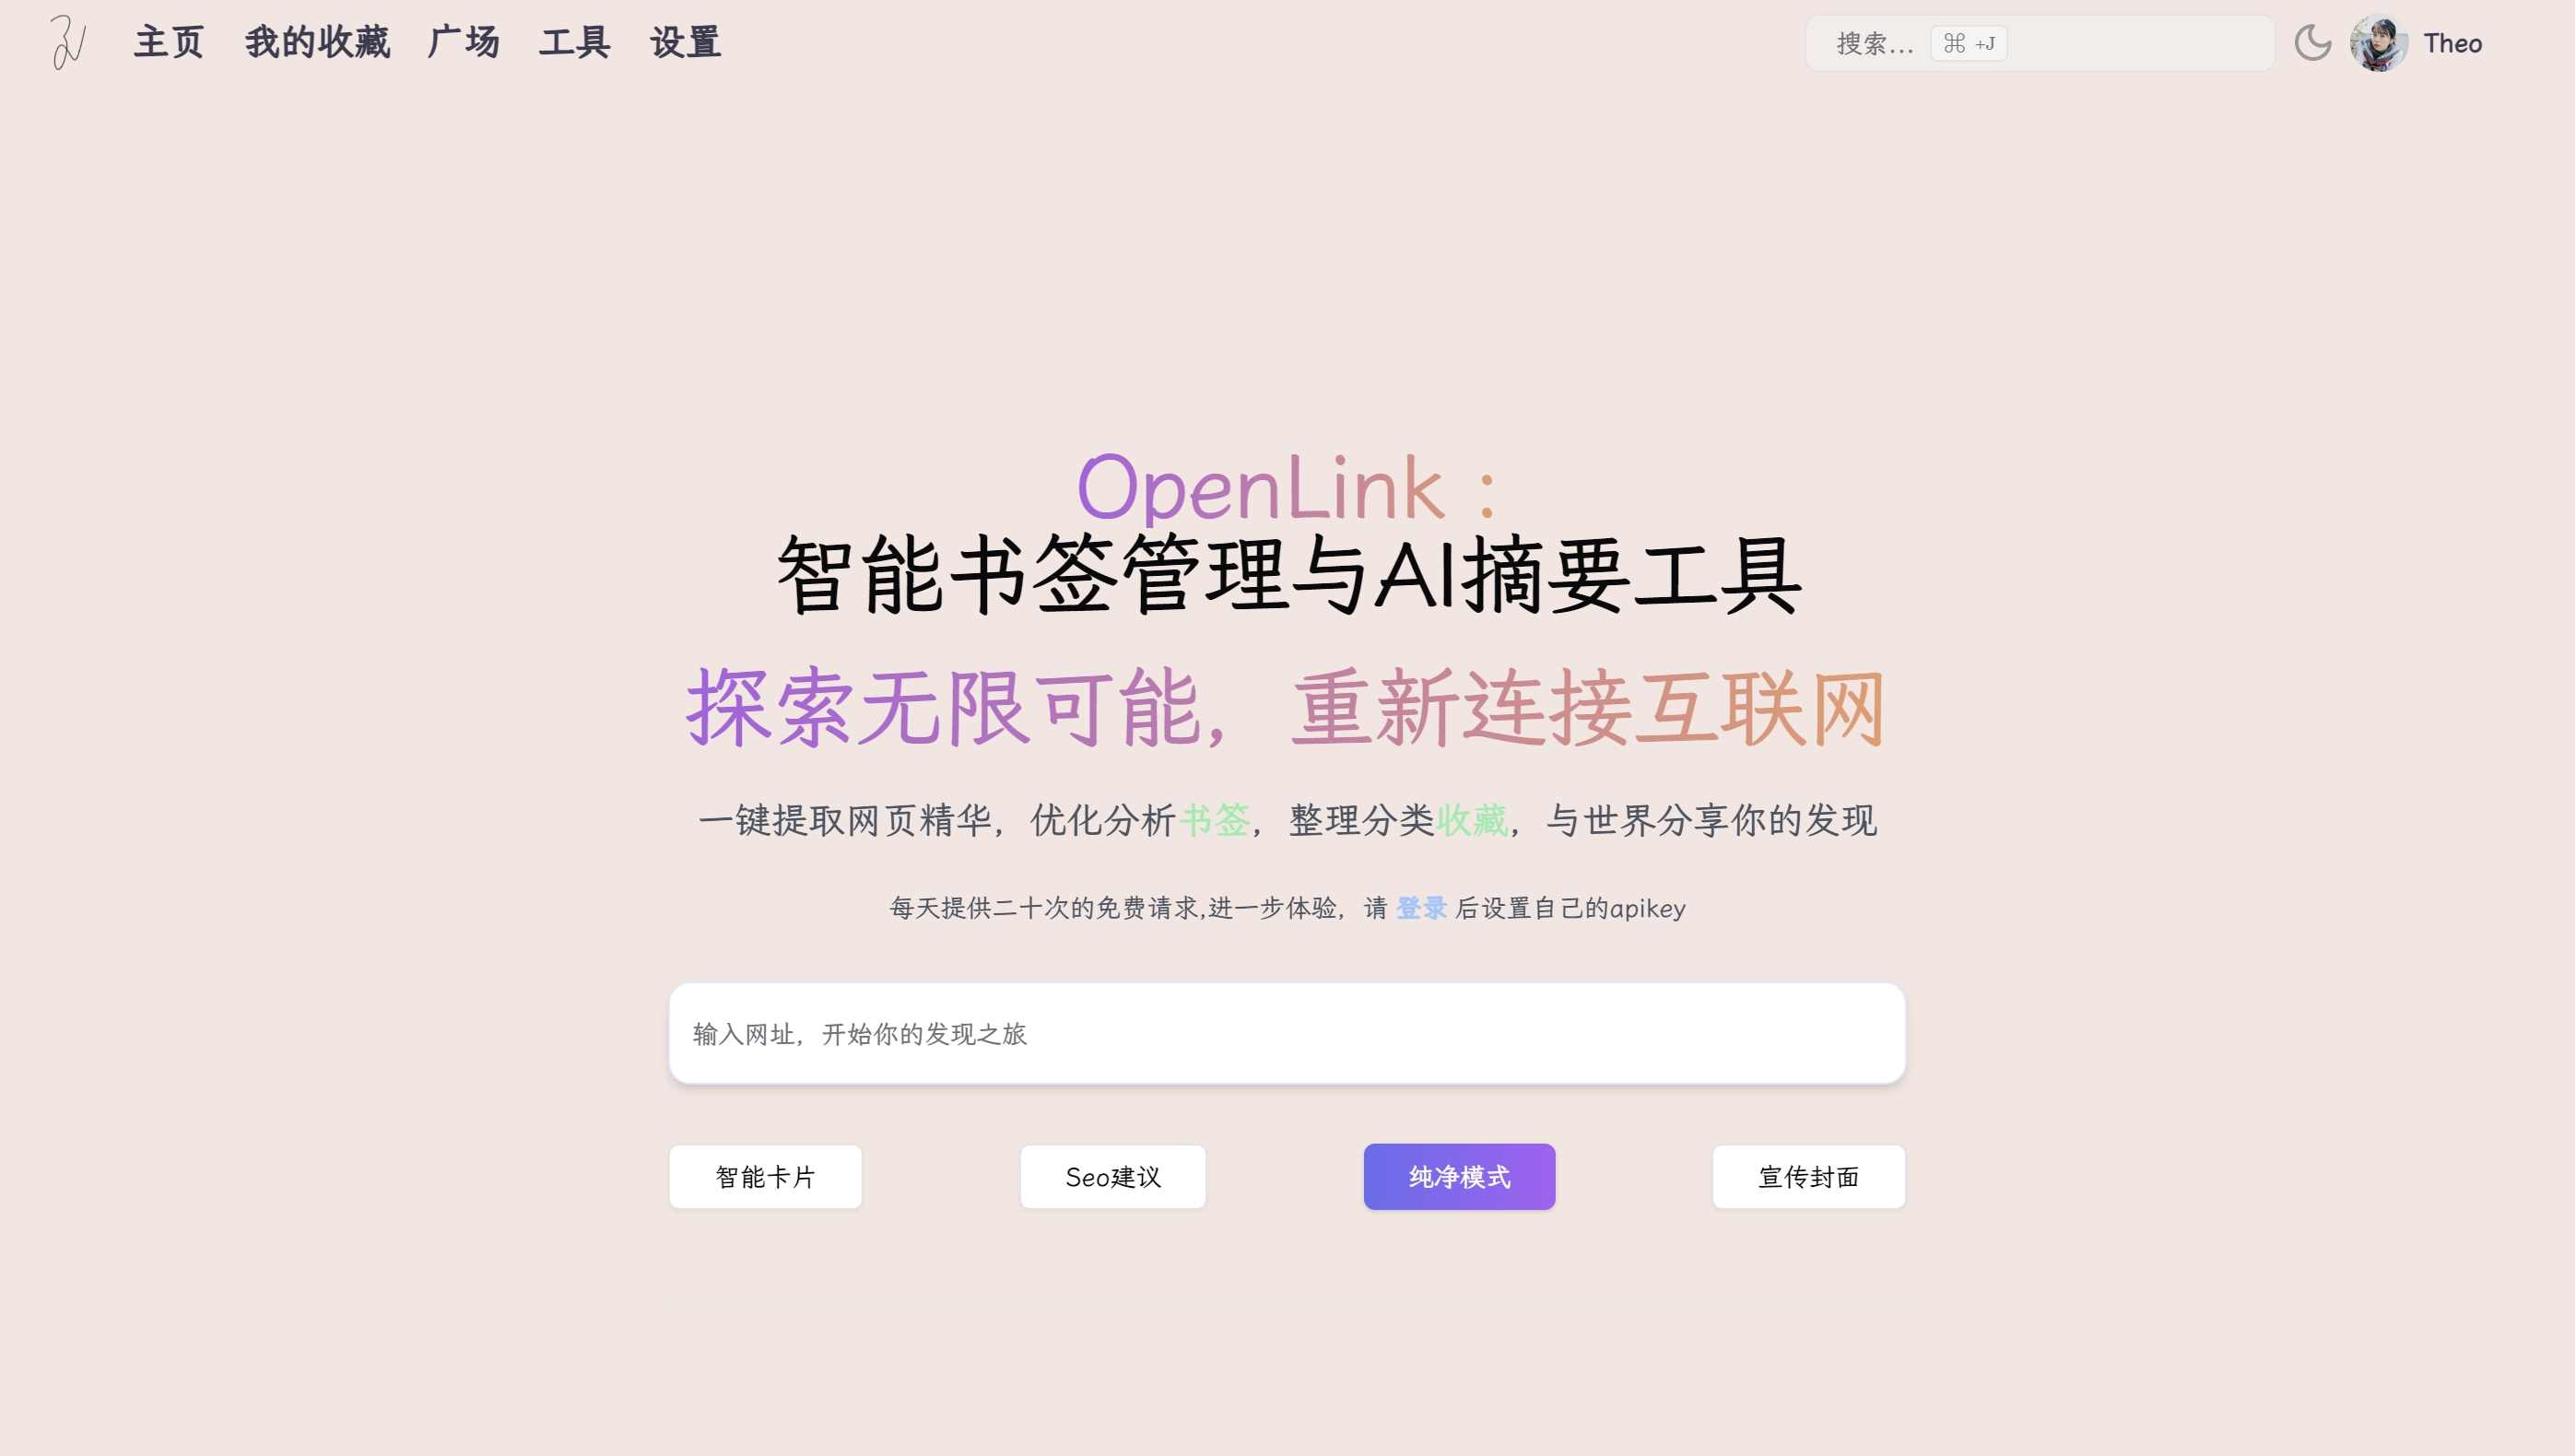 主页 我的收藏 广场 工具 设置 搜索... ⌘ +J Theo
OpenLink：
智能书签管理与AI摘要工具
探索无限可能，重新连接互联网
一键提取网页精华，优化分析书签，整理分类收藏，与世界分享你的发现
每天提供二十次的免费请求,进一步体验，请 登录 后设置自己的apikey
输入网址，开始你的发现之旅
智能卡片 Seo建议 纯净模式 宣传封面